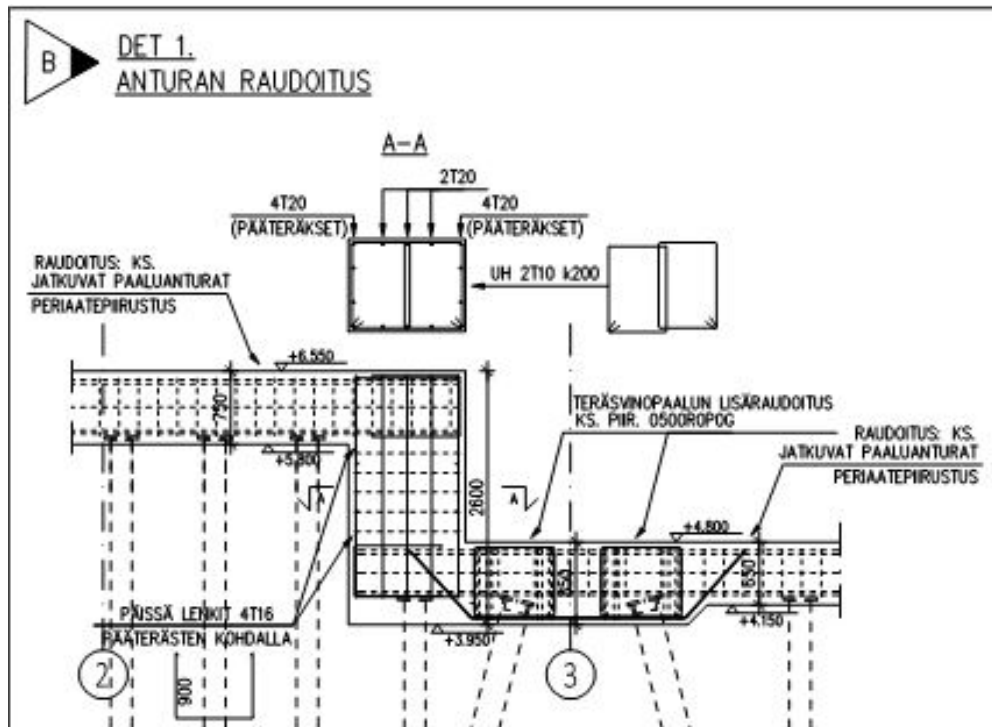 B
DET 1.
ANTURAN RAUDOITUS
A-A
2T20
4T20
(PÄÄTERÄKSET)
4T20
(PÄÄTERÄKSET)
UH 2T10 k200
RAUDOITUS: KS.
JATKUVAT PAALUANTURAT
PERIAATEPIIRUSTUS
+6.550
750
+5.800
TERÄSVINOPAALUN LISÄRAUDOITUS
KS. PIIR. 0500R0P0G
RAUDOITUS: KS.
JATKUVAT PAALUANTURAT
PERIAATEPIIRUSTUS
A
A
2600
+4.800
850
650
+4.150
+3.950
PÄISSÄ LENKIT 4T16
PÄÄTERÄSTEN KOHDALLA
900
2
3